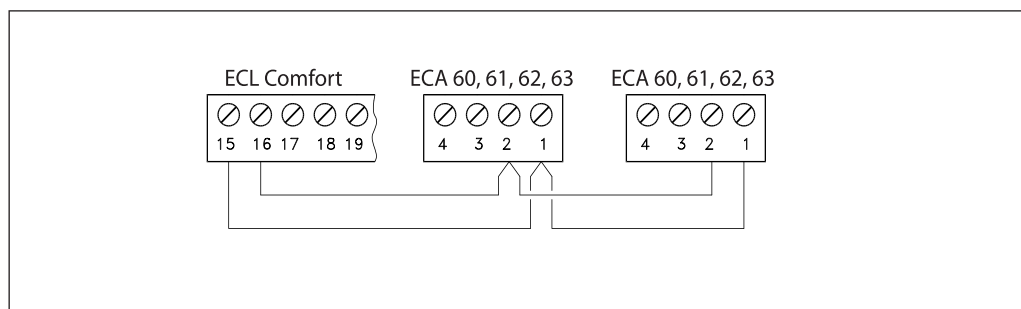 ECL Comfort
ECA 60, 61, 62, 63
ECA 60, 61, 62, 63
15 16 17 18 19
4 3 2 1
4 3 2 1